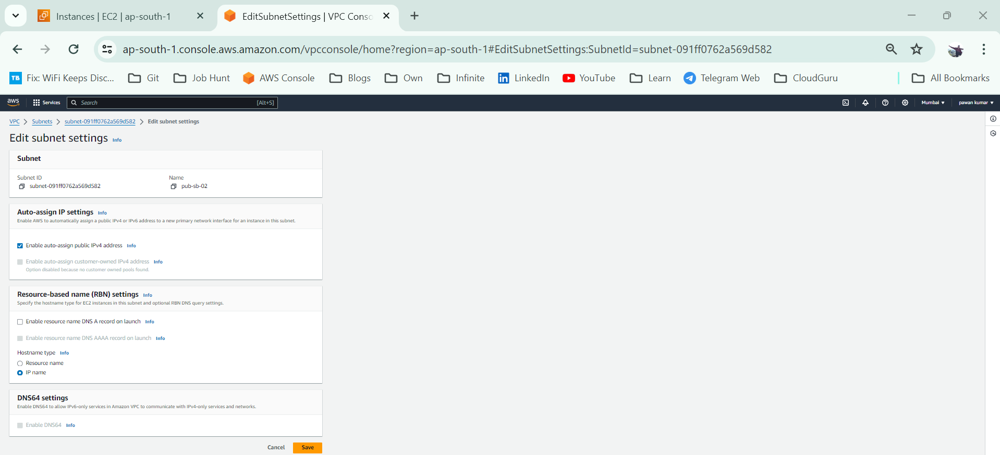 Instances | EC2 | ap-south-1
EditSubnetSettings | VPC Conso
ap-south-1.console.aws.amazon.com/vpcconsole/home?region=ap-south-1#EditSubnetSettings:SubnetId=subnet-091ff0762a569d582
TB Fix: WiFi Keeps Disc... Git Job Hunt AWS Console Blogs Own Infinite LinkedIn YouTube Learn Telegram Web CloudGuru All Bookmarks
aws Services Search [Alt+S] Mumbai pawan kumar
VPC Subnets subnet-091ff0762a569d582 Edit subnet settings
Edit subnet settings Info
Subnet
Subnet ID
subnet-091ff0762a569d582
Name
pub-sb-02
Auto-assign IP settings Info
Enable AWS to automatically assign a public IPv4 or IPv6 address to a new primary network interface for an instance in this subnet.
Enable auto-assign public IPv4 address Info
Enable auto-assign customer-owned IPv4 address Info
Option disabled because no customer owned pools found.
Resource-based name (RBN) settings Info
Specify the hostname type for EC2 instances in this subnet and optional RBN DNS query settings.
Enable resource name DNS A record on launch Info
Enable resource name DNS AAAA record on launch Info
Hostname type Info
Resource name
IP name
DNS64 settings
Enable DNS64 to allow IPv6-only services in Amazon VPC to communicate with IPv4-only services and networks.
Enable DNS64 Info
Cancel Save